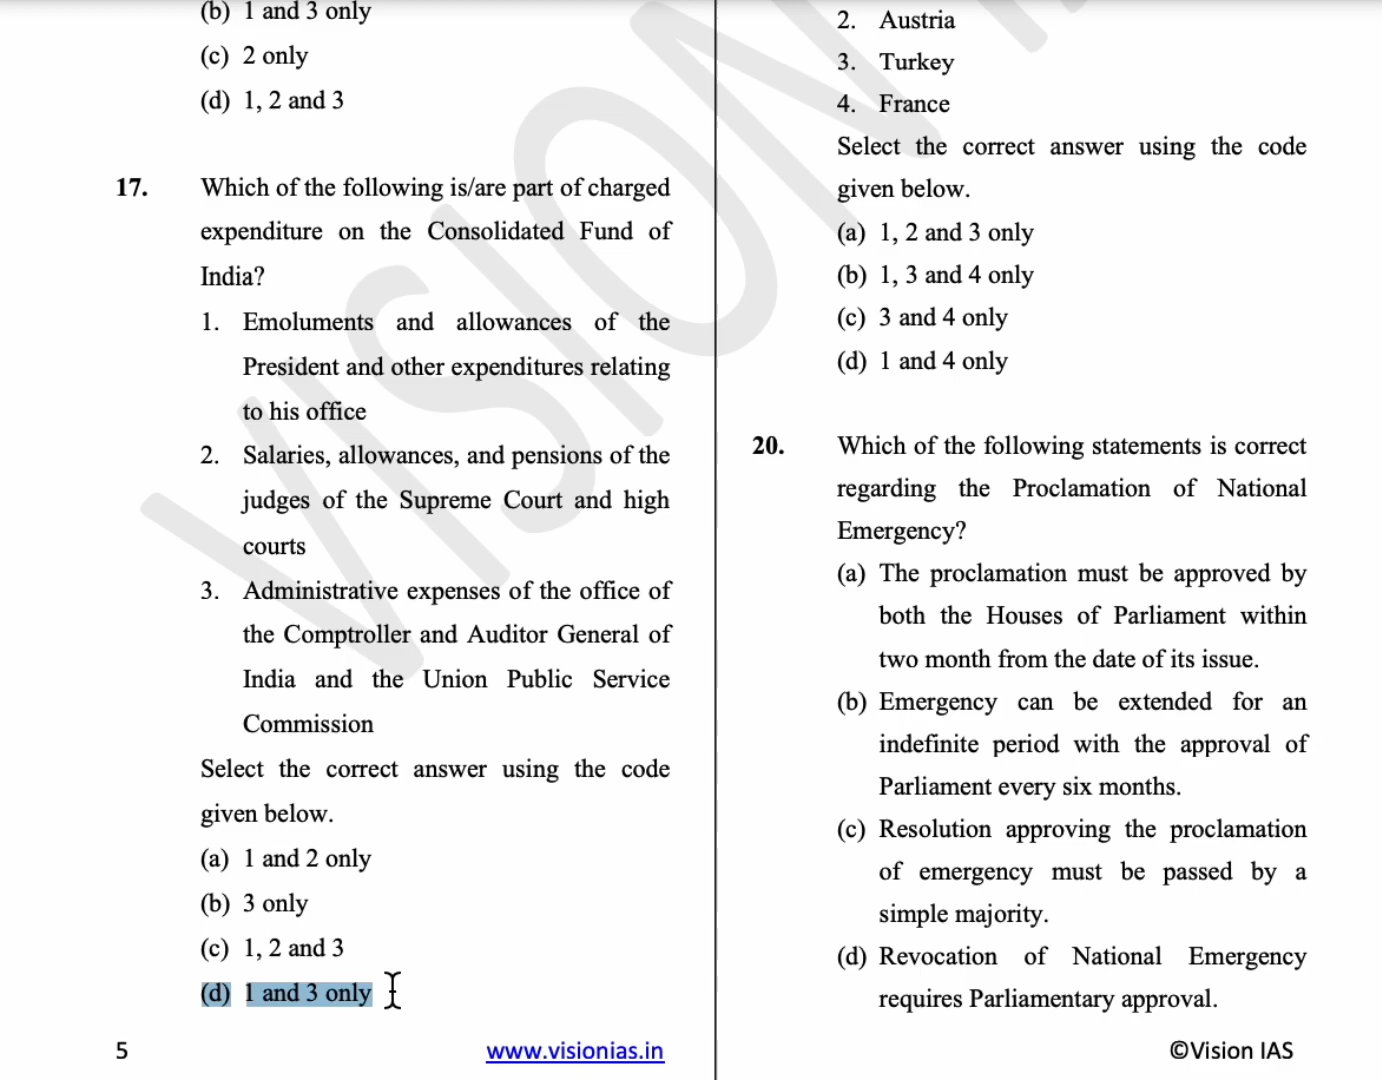 (b) 1 and 3 only
(c) 2 only
(d) 1, 2 and 3
17. Which of the following is/are part of charged
expenditure on the Consolidated Fund of
India?
1. Emoluments and allowances of the
President and other expenditures relating
to his office
2. Salaries, allowances, and pensions of the
judges of the Supreme Court and high
courts
3. Administrative expenses of the office of
the Comptroller and Auditor General of
India and the Union Public Service
Commission
Select the correct answer using the code
given below.
(a) 1 and 2 only
(b) 3 only
(c) 1, 2 and 3
(d) 1 and 3 only
2. Austria
3. Turkey
4. France
Select the correct answer using the code
given below.
(a) 1, 2 and 3 only
(b) 1, 3 and 4 only
(c) 3 and 4 only
(d) 1 and 4 only
20. Which of the following statements is correct
regarding the Proclamation of National
Emergency?
(a) The proclamation must be approved by
both the Houses of Parliament within
two month from the date of its issue.
(b) Emergency can be extended for an
indefinite period with the approval of
Parliament every six months.
(c) Resolution approving the proclamation
of emergency must be passed by a
simple majority.
(d) Revocation of National Emergency
requires Parliamentary approval.
5 www.visionias.in ©Vision IAS
VISION